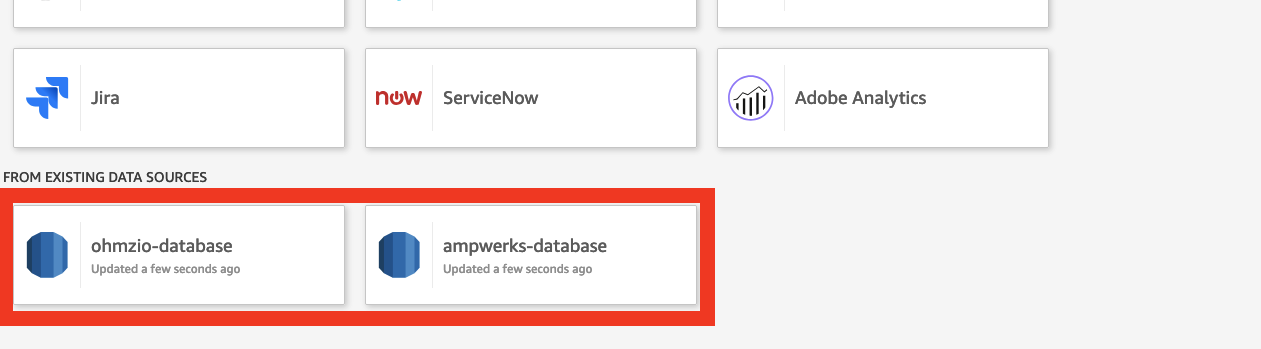 Jira
now
ServiceNow
Adobe Analytics
FROM EXISTING DATA SOURCES
ohmzio-database
Updated a few seconds ago
ampwerks-database
Updated a few seconds ago